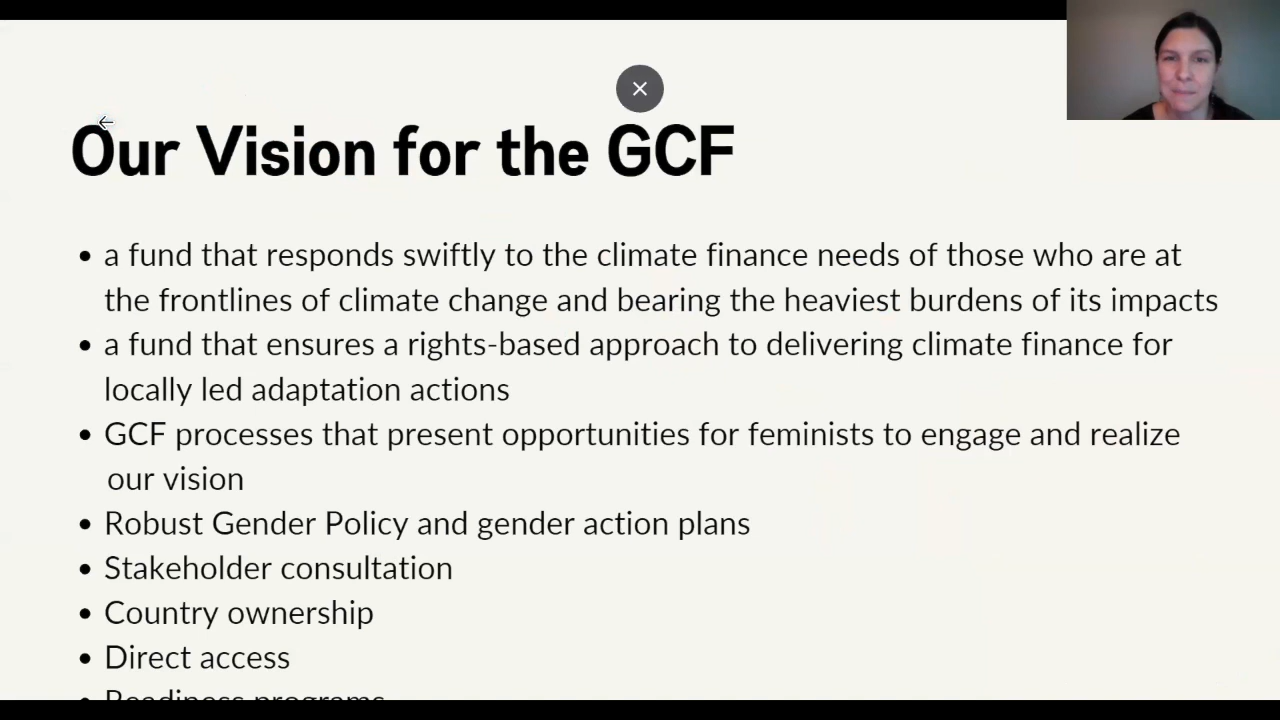 Our Vision for the GCF
• a fund that responds swiftly to the climate finance needs of those who are at
the frontlines of climate change and bearing the heaviest burdens of its impacts
• a fund that ensures a rights-based approach to delivering climate finance for
locally led adaptation actions
• GCF processes that present opportunities for feminists to engage and realize
our vision
• Robust Gender Policy and gender action plans
• Stakeholder consultation
• Country ownership
• Direct access
• Readiness programs